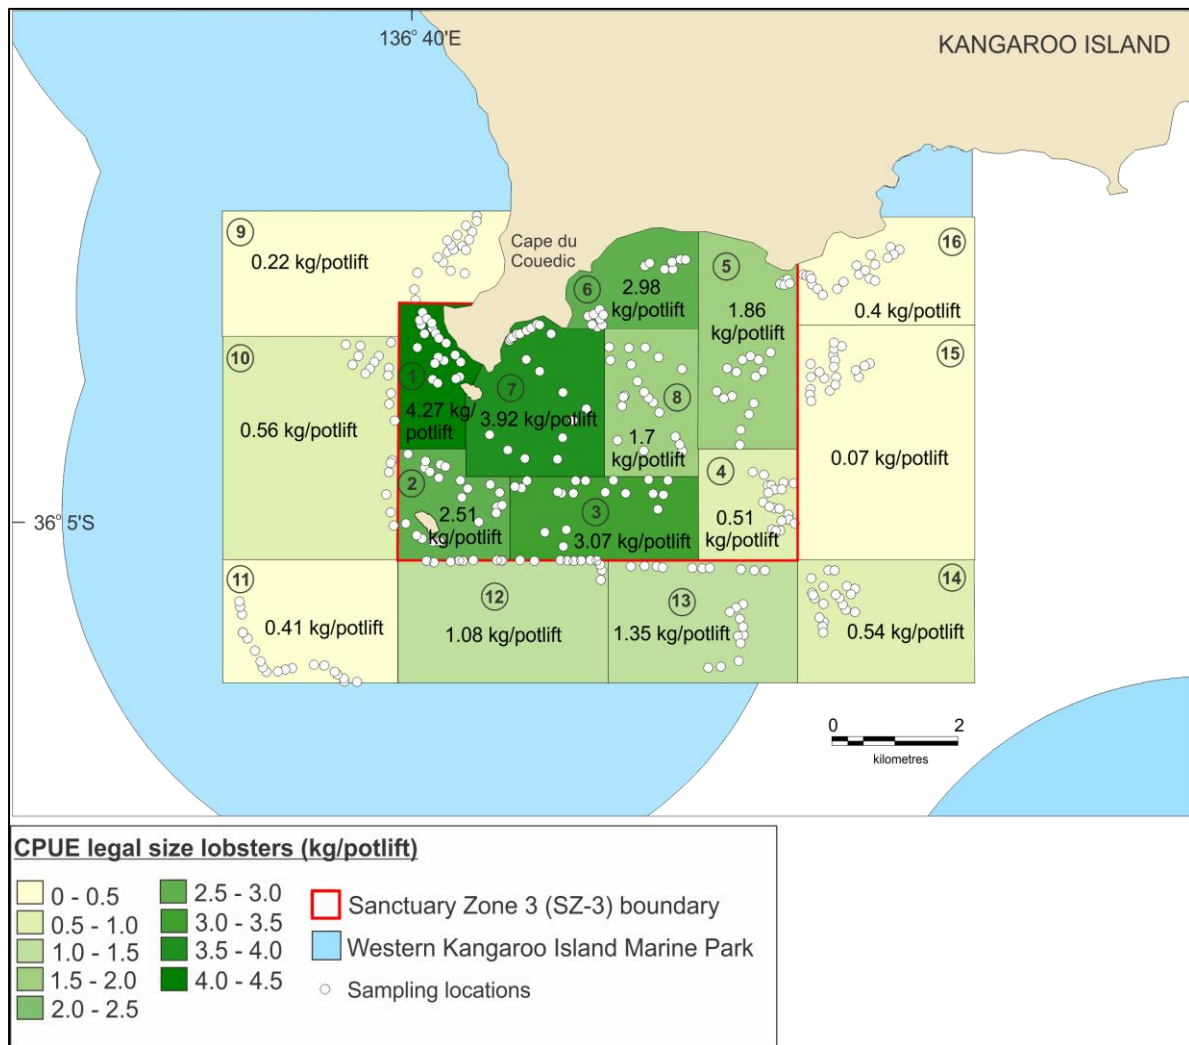 136° 40'E
KANGAROO ISLAND
9
0.22 kg/potlift
Cape du
Couedic
6
2.98
kg/potlift
5
1.86
kg/potlift
16
0.4 kg/potlift
10
0.56 kg/potlift
1
4.27 kg/
potlift
7
3.92 kg/potlift
8
1.7
kg/potlift
15
0.07 kg/potlift
36° 5'S
2
2.51
kg/potlift
3
3.07 kg/potlift
4
0.51
kg/potlift
11
0.41 kg/potlift
12
1.08 kg/potlift
13
1.35 kg/potlift
14
0.54 kg/potlift
0 2
kilometres
CPUE legal size lobsters (kg/potlift)
0 - 0.5
0.5 - 1.0
1.0 - 1.5
1.5 - 2.0
2.0 - 2.5
2.5 - 3.0
3.0 - 3.5
3.5 - 4.0
4.0 - 4.5
Sanctuary Zone 3 (SZ-3) boundary
Western Kangaroo Island Marine Park
Sampling locations